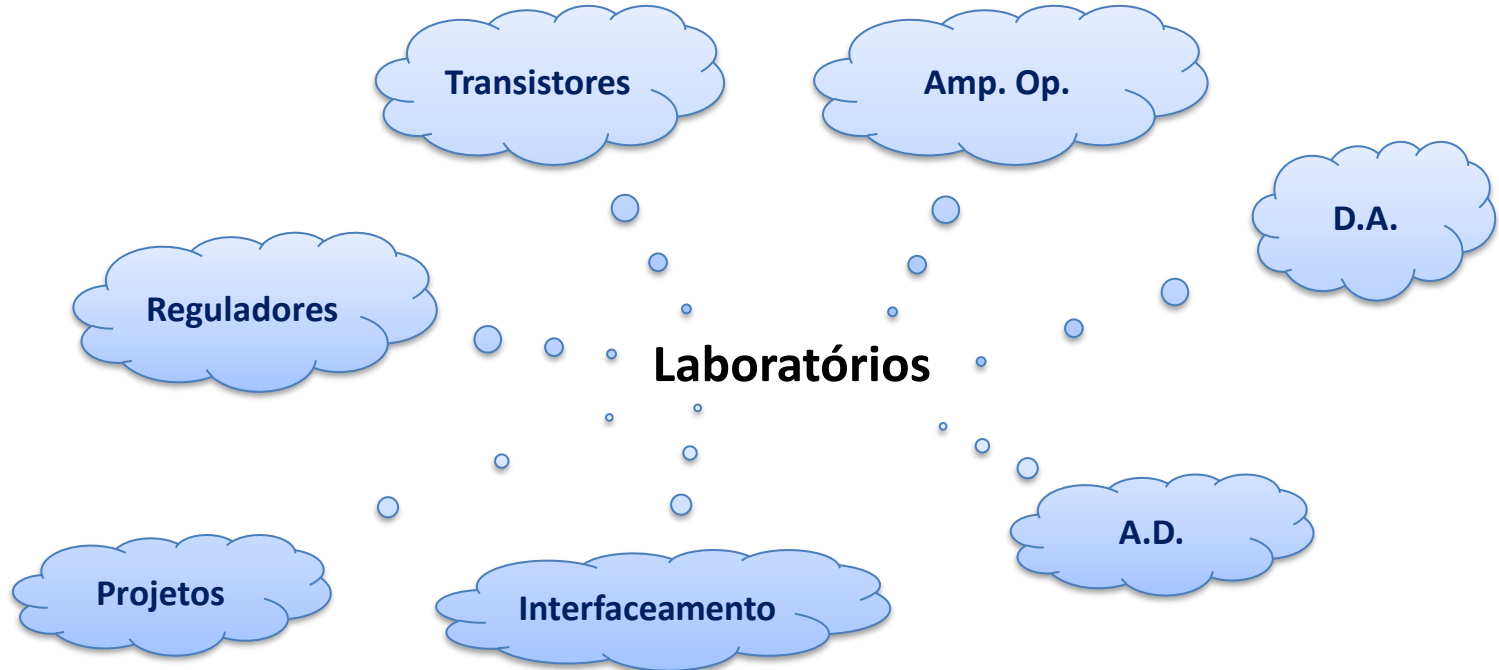 Transistores
Amp. Op.
D.A.
Reguladores
Laboratórios
A.D.
Projetos
Interfaceamento